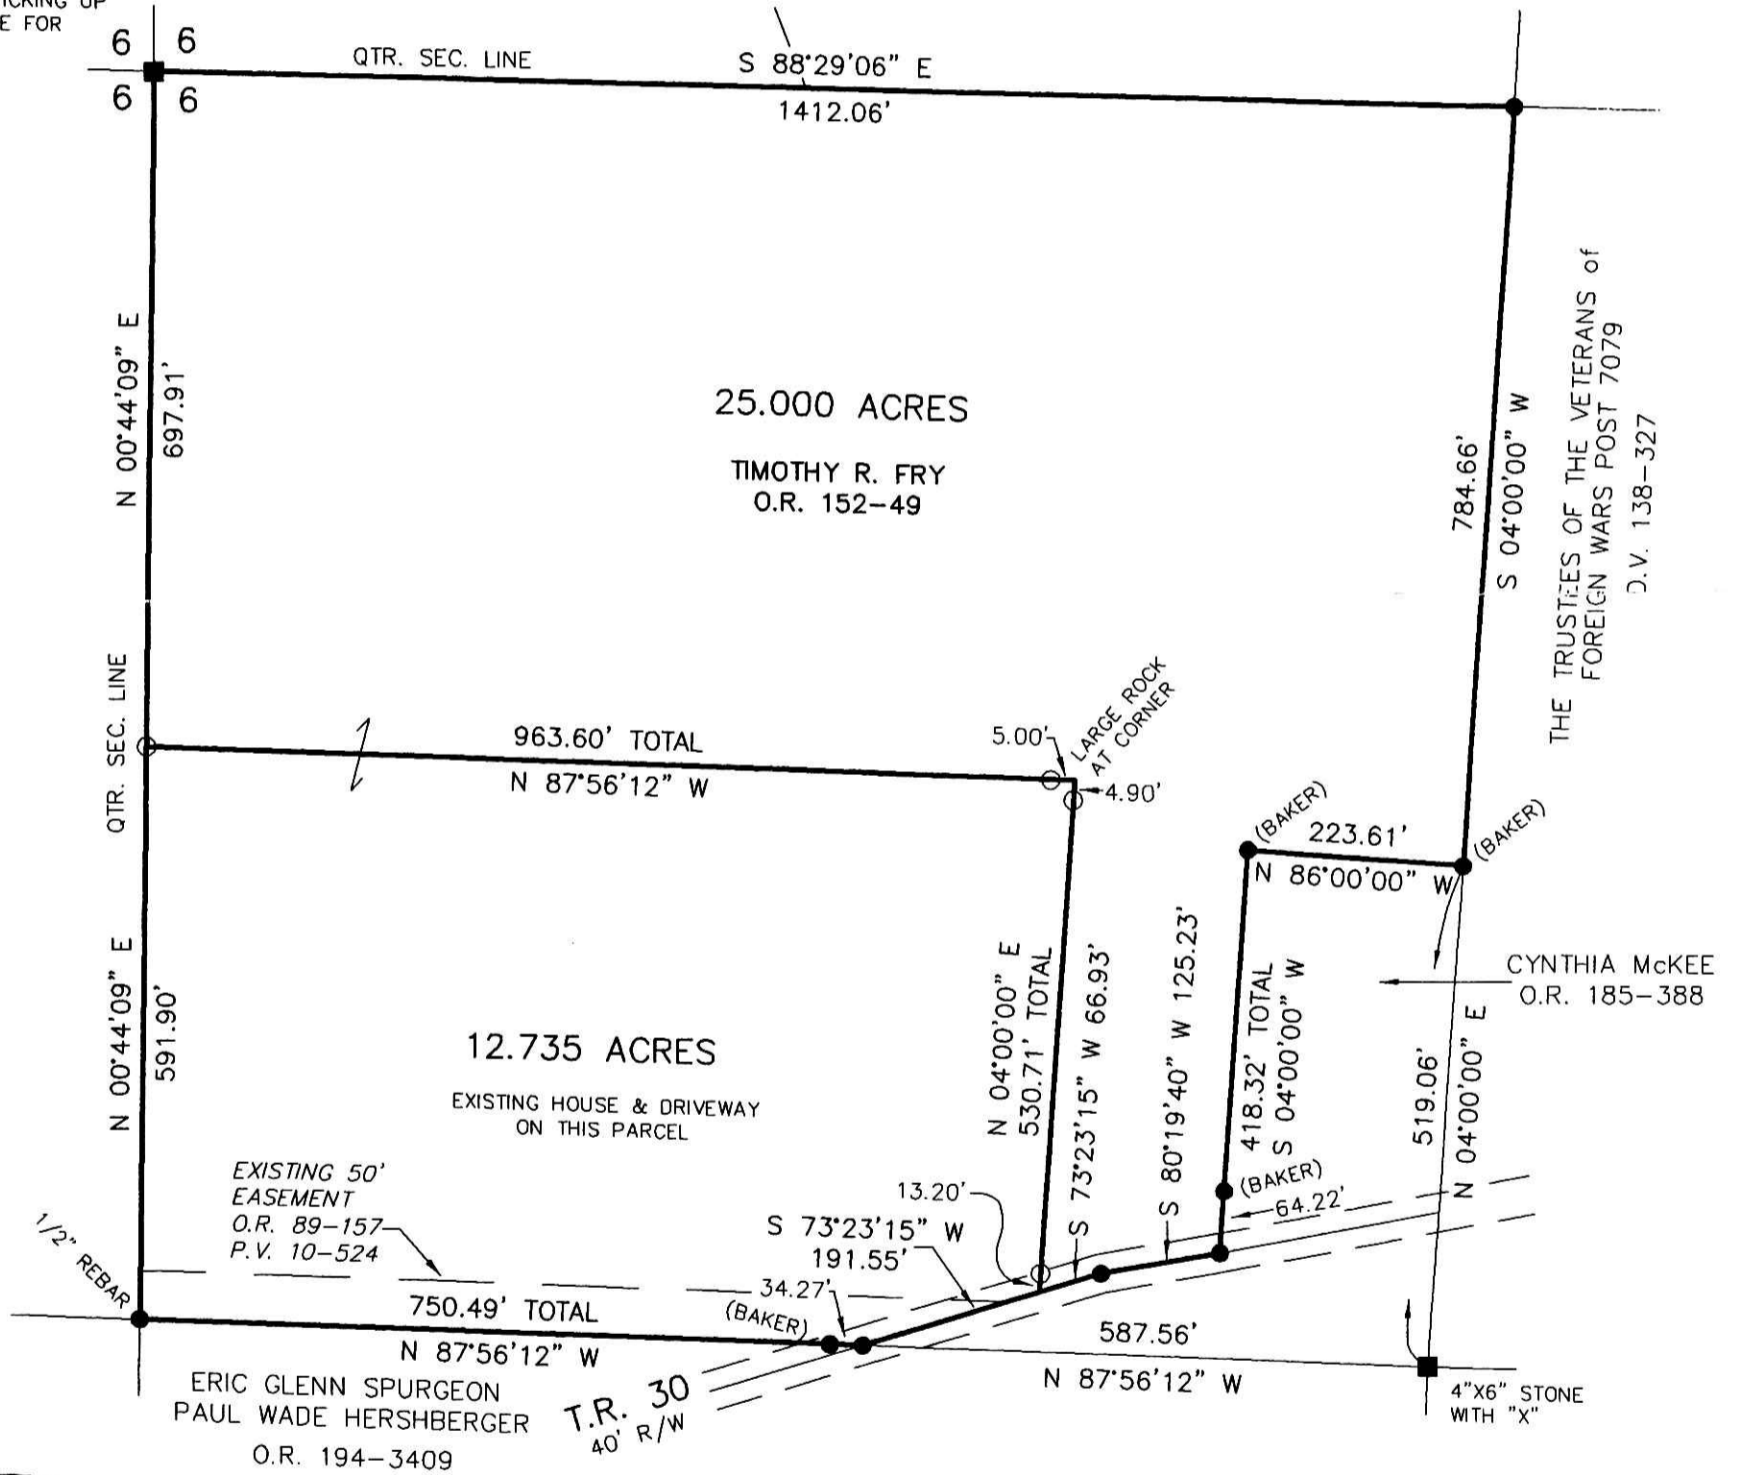 E FOR
6 6
QTR. SEC. LINE
S 88°29'06" E
6 6
1412.06'
N 00°44'09" E
697.91'
25.000 ACRES
TIMOTHY R. FRY
O.R. 152-49
784.66'
S 04°00'00" W
THE TRUSTEES OF THE VETERANS of
FOREIGN WARS POST 7079
D.V. 138-327
QTR. SEC. LINE
963.60' TOTAL
N 87°56'12" W
5.00'
LARGE ROCK
AT CORNER
4.90'
(BAKER)
223.61'
N 86°00'00" W
(BAKER)
CYNTHIA McKEE
O.R. 185-388
N 00°44'09" E
591.90'
12.735 ACRES
EXISTING HOUSE & DRIVEWAY
ON THIS PARCEL
N 04°00'00" E
530.71' TOTAL
S 73°23'15" W 66.93'
S 80°19'40" W 125.23'
418.32' TOTAL
S 04°00'00" W
519.06'
N 04°00'00" E
(BAKER)
64.22'
EXISTING 50'
EASEMENT
O.R. 89-157
P.V. 10-524
13.20'
S 73°23'15" W
191.55'
34.27'
(BAKER)
1/2" REBAR
750.49' TOTAL
N 87°56'12" W
587.56'
N 87°56'12" W
ERIC GLENN SPURGEON
PAUL WADE HERSHBERGER
O.R. 194-3409
T.R. 30
40' R/W
4"X6" STONE
WITH "X"